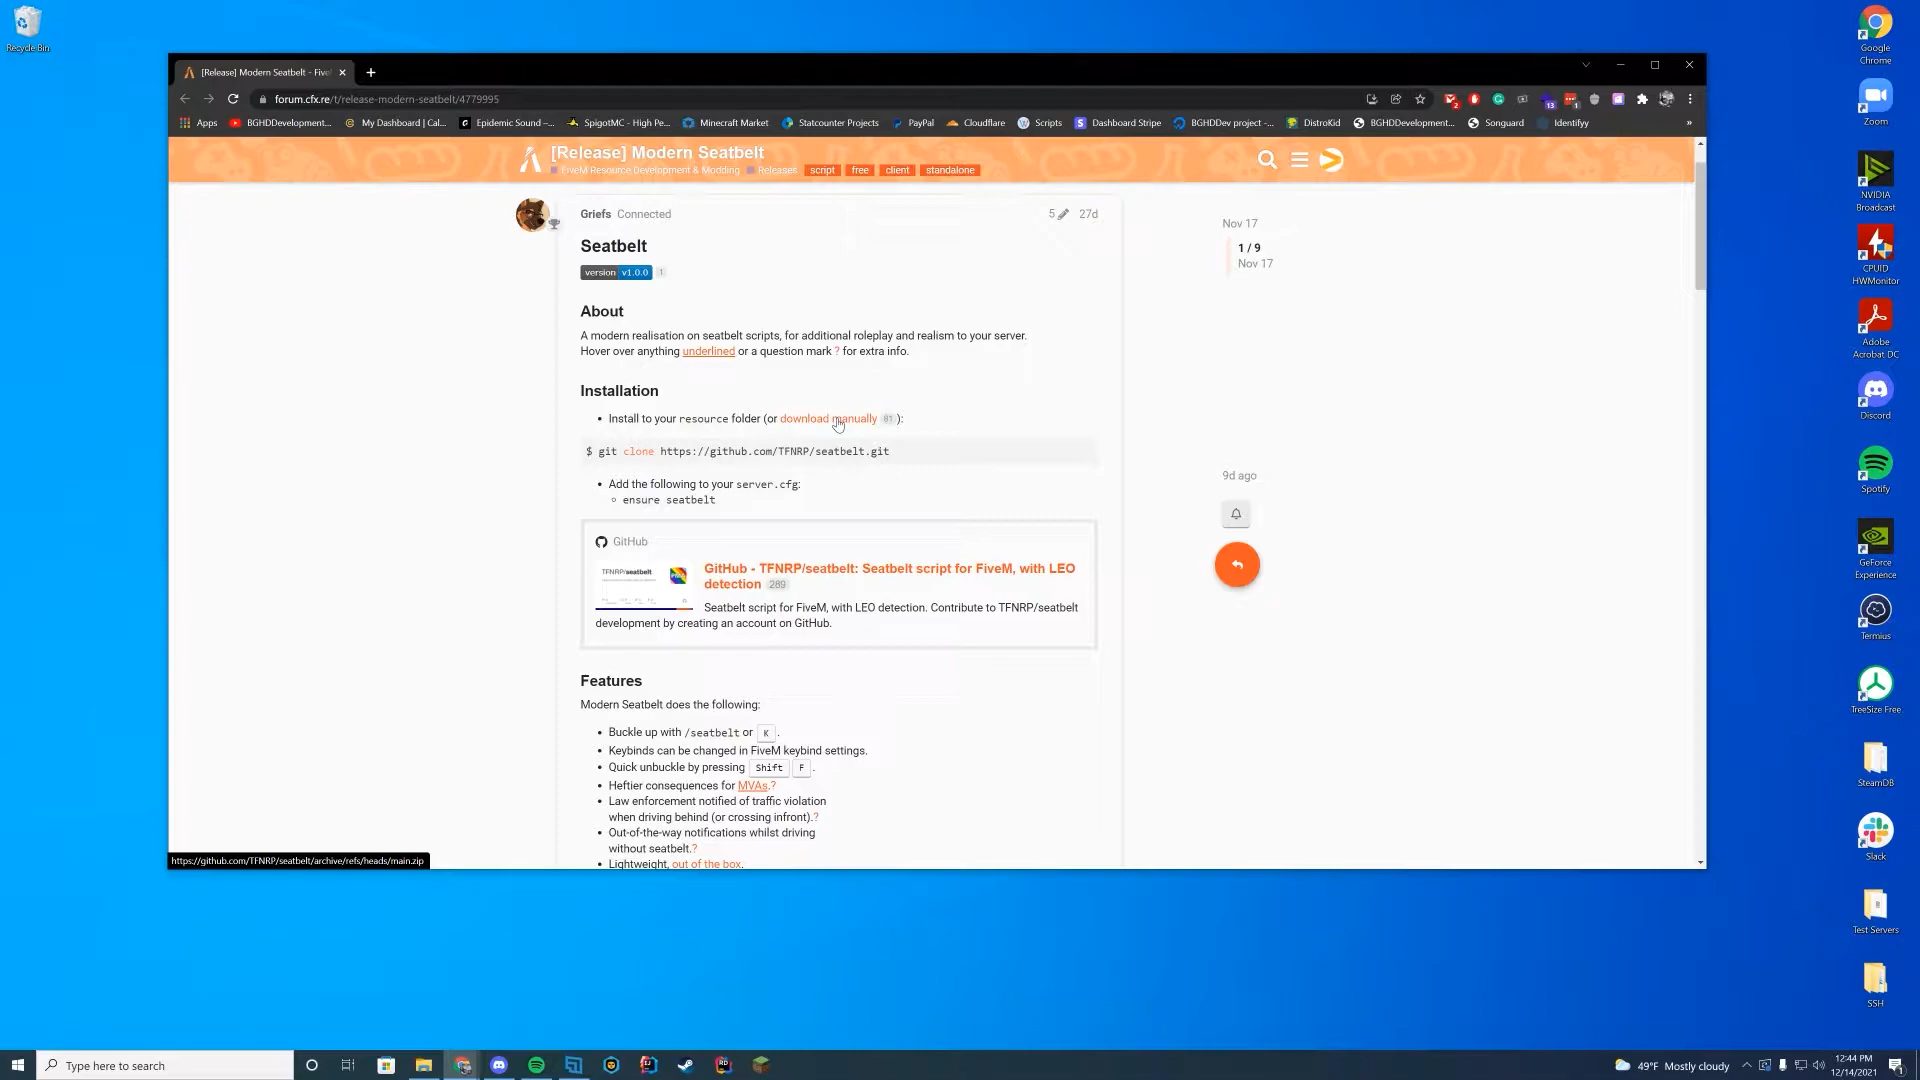 Recycle Bin
[Release] Modern Seatbelt - Five
forum.cfx.re/t/release-modern-seatbelt/4779995
Apps
BGHDDevelopment...
My Dashboard | Cal...
Epidemic Sound –...
SpigotMC - High Pe...
Minecraft Market
Statcounter Projects
PayPal
Cloudflare
Scripts
Dashboard Stripe
BGHDDev project -...
DistroKid
BGHDDevelopment...
Songuard
Identifyy
»
[Release] Modern Seatbelt
FiveM Resource Development & Modding Releases script free client standalone
Griefs Connected 5 27d
Seatbelt
version v1.0.0 1
About
A modern realisation on seatbelt scripts, for additional roleplay and realism to your server.
Hover over anything underlined or a question mark ? for extra info.
Installation
• Install to your resource folder (or download manually 81 ):
$ git clone https://github.com/TFNRP/seatbelt.git
• Add the following to your server.cfg:
ensure seatbelt
GitHub
TFNRP/seatbelt
GitHub - TFNRP/seatbelt: Seatbelt script for FiveM, with LEO
detection 289
Seatbelt script for FiveM, with LEO detection. Contribute to TFNRP/seatbelt
development by creating an account on GitHub.
Features
Modern Seatbelt does the following:
• Buckle up with /seatbelt or K .
• Keybinds can be changed in FiveM keybind settings.
• Quick unbuckle by pressing Shift F .
• Heftier consequences for MVAs.?
• Law enforcement notified of traffic violation
when driving behind (or crossing infront).?
• Out-of-the-way notifications whilst driving
without seatbelt.?
• Lightweight, out of the box.
Nov 17
1 / 9
Nov 17
9d ago
https://github.com/TFNRP/seatbelt/archive/refs/heads/main.zip
Google
Chrome
Zoom
NVIDIA
Broadcast
CPUID
HWMonitor
Adobe
Acrobat DC
Discord
Spotify
GeForce
Experience
Termius
TreeSize Free
SteamDB
Slack
Test Servers
SSH
Type here to search
49°F Mostly cloudy
12:44 PM
12/14/2021